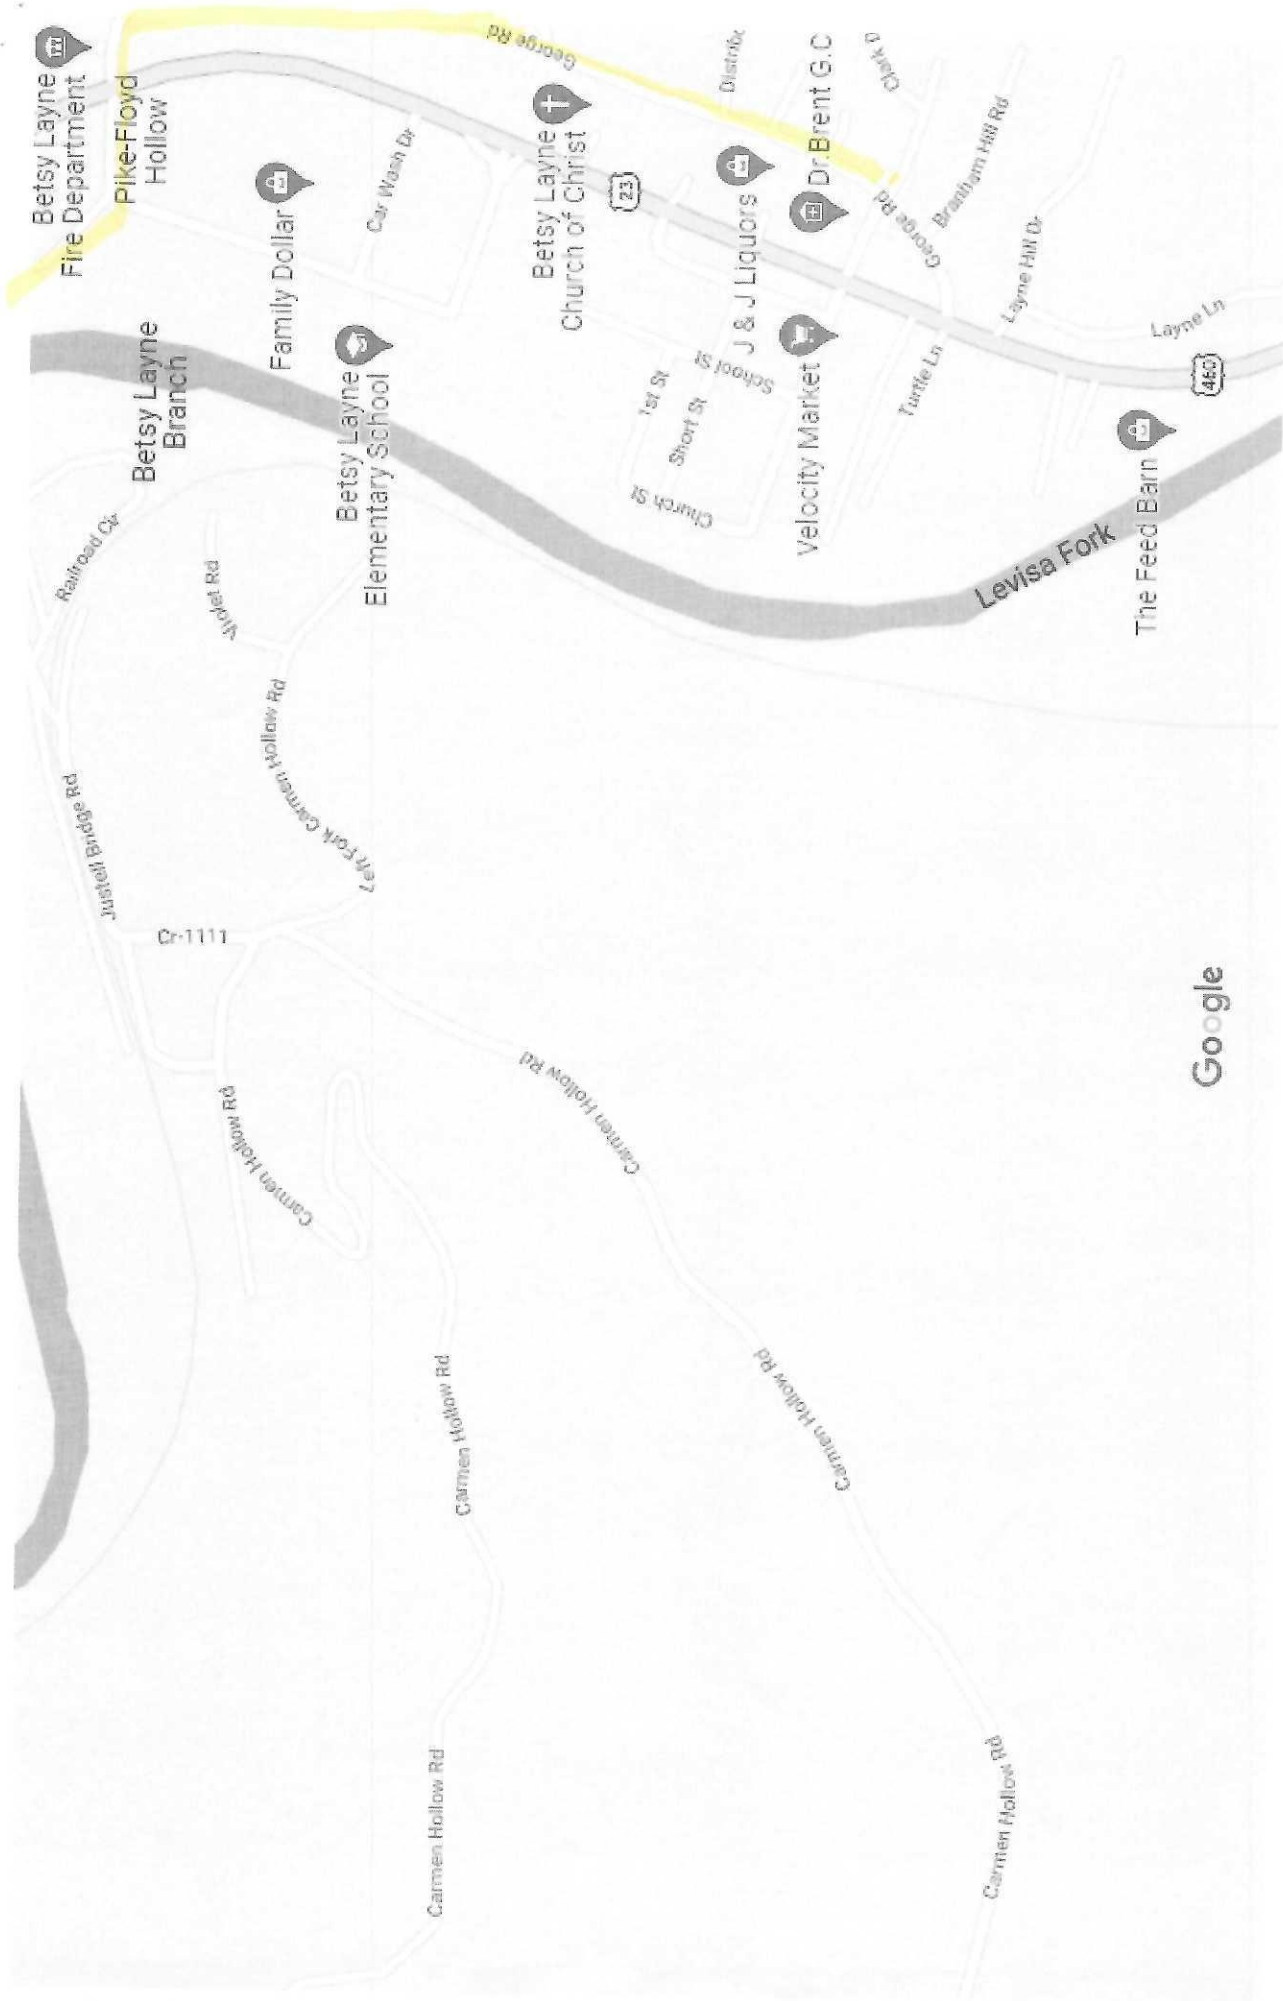 Betsy Layne
Fire Department
Pike-Floyd
Hollow
Betsy Layne
Branch
Family Dollar
Car Wash Dr
Betsy Layne
Elementary School
Betsy Layne
Church of Christ
George Rd
23
Distribc
J & J Liquors
Dr.Brent G.C
Clark D
George Rd
Branham Hill Rd
Layne Hill Dr
Layne Ln
460
1st St
School St
Short St
Church St
Velocity Market
Turtle Ln
Levisa Fork
The Feed Barn
Railroad Cir
Violet Rd
Left Fork Carmen Hollow Rd
Justell Bridge Rd
Cr-1111
Carmen Hollow Rd
Carmen Hollow Rd
Carmen Hollow Rd
Carmen Hollow Rd
Carmen Hollow Rd
Carmen Hollow Rd
Google